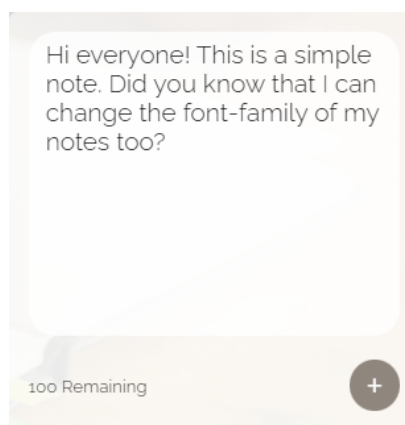 Hi everyone! This is a simple
note. Did you know that I can
change the font-family of my
notes too?
100 Remaining
+